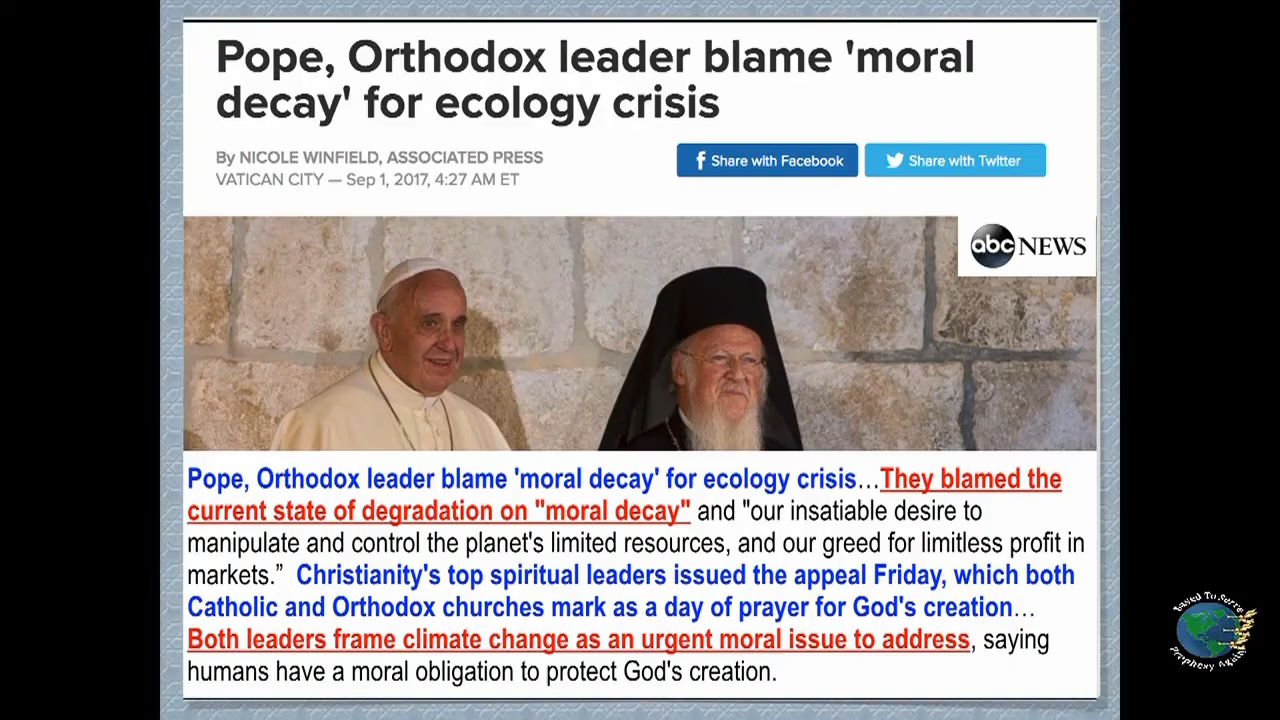 Pope, Orthodox leader blame 'moral
decay' for ecology crisis
By NICOLE WINFIELD, ASSOCIATED PRESS
VATICAN CITY — Sep 1, 2017, 4:27 AM ET
f Share with Facebook
Share with Twitter
abc NEWS
Pope, Orthodox leader blame 'moral decay' for ecology crisis…They blamed the
current state of degradation on "moral decay" and "our insatiable desire to
manipulate and control the planet's limited resources, and our greed for limitless profit in
markets.” Christianity's top spiritual leaders issued the appeal Friday, which both
Catholic and Orthodox churches mark as a day of prayer for God's creation…
Both leaders frame climate change as an urgent moral issue to address, saying
humans have a moral obligation to protect God's creation.
Saved To Serve
Prophecy Again